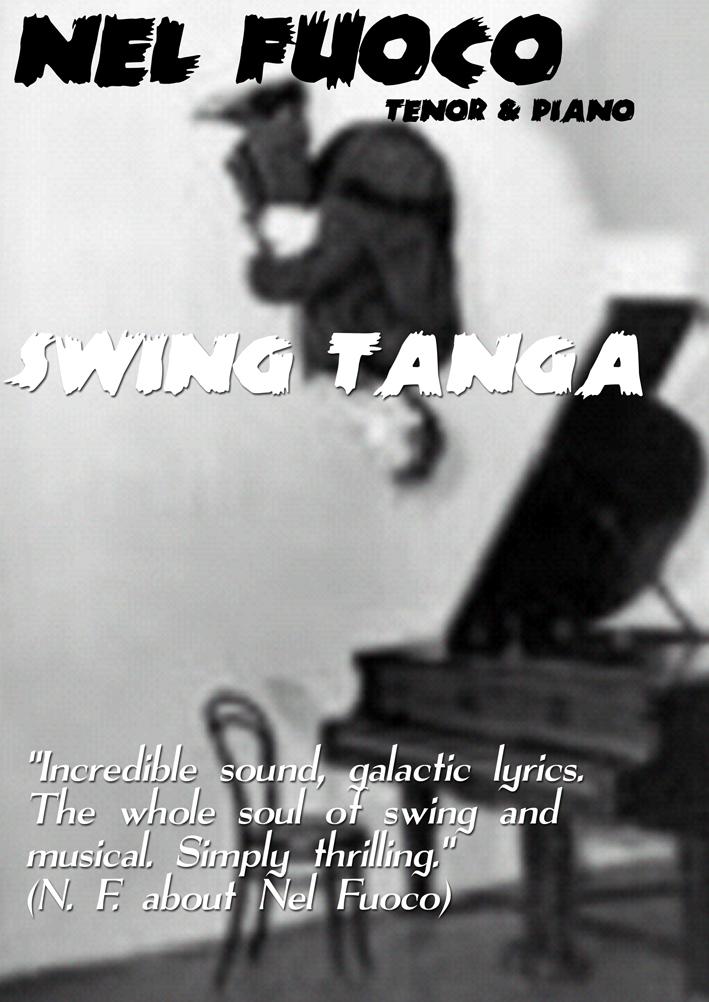 NEL FUOCO
TENOR & PIANO
SWING TANGA
"Incredible sound, galactic lyrics.
The whole soul of swing and
musical. Simply thrilling."
(N. F. about Nel Fuoco)